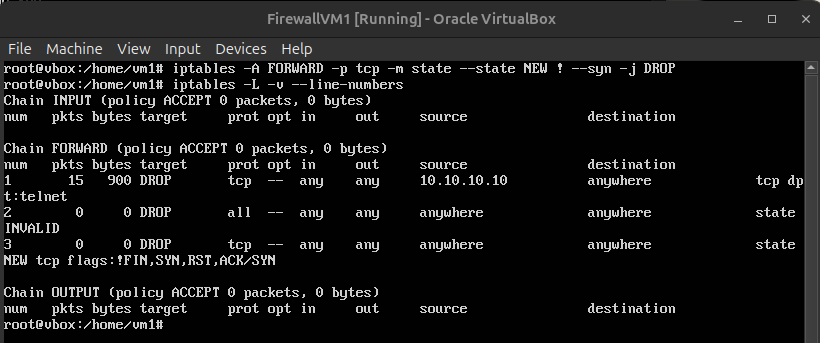 FirewallVM1 [Running] - Oracle VirtualBox
File Machine View Input Devices Help
root@vbox:/home/vm1# iptables -A FORWARD -p tcp -m state --state NEW ! --syn -j DROP
root@vbox:/home/vm1# iptables -L -v --line-numbers
Chain INPUT (policy ACCEPT 0 packets, 0 bytes)
num pkts bytes target prot opt in out source destination
Chain FORWARD (policy ACCEPT 0 packets, 0 bytes)
num pkts bytes target prot opt in out source destination
1 15 900 DROP tcp -- any any 10.10.10.10 anywhere tcp dp
t:telnet
2 0 0 DROP all -- any any anywhere anywhere state
INVALID
3 0 0 DROP tcp -- any any anywhere anywhere state
NEW tcp flags:!FIN,SYN,RST,ACK/SYN
Chain OUTPUT (policy ACCEPT 0 packets, 0 bytes)
num pkts bytes target prot opt in out source destination
root@vbox:/home/vm1#